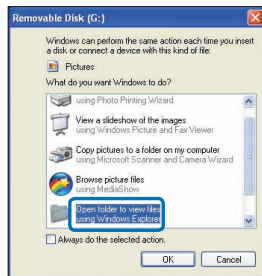 Removable Disk (G:)
Windows can perform the same action each time you insert
a disk or connect a device with this kind of file:
Pictures
What do you want Windows to do?
using Photo Printing Wizard
View a slideshow of the images
using Windows Picture and Fax Viewer
Copy pictures to a folder on my computer
using Microsoft Scanner and Camera Wizard
Browse picture files
using MediaShow
Open folder to view files
using Windows Explorer
Always do the selected action.
OK
Cancel